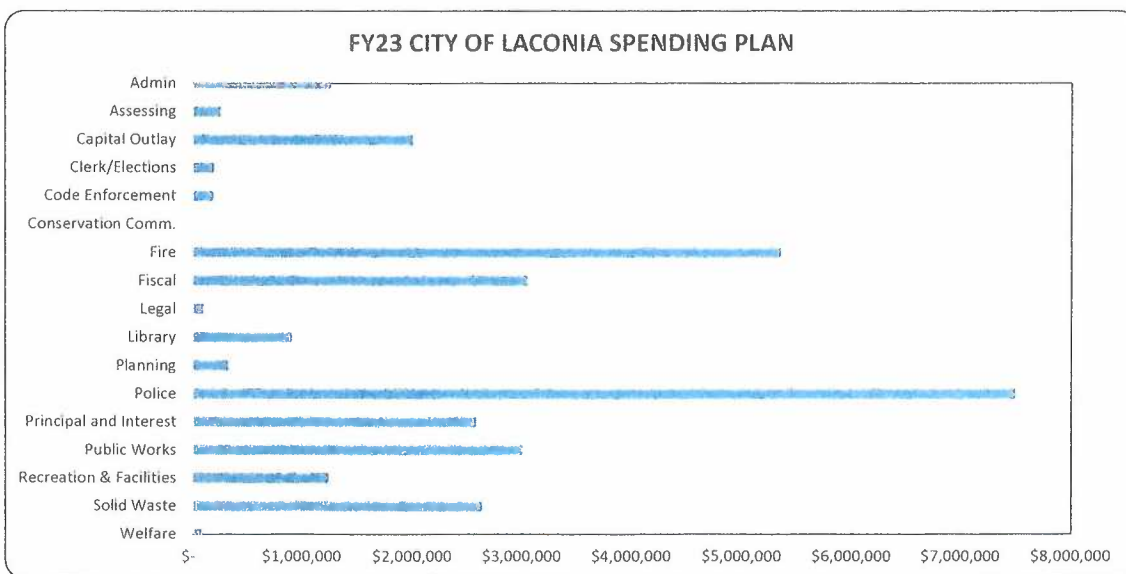 FY23 CITY OF LACONIA SPENDING PLAN
Admin
Assessing
Capital Outlay
Clerk/Elections
Code Enforcement
Conservation Comm.
Fire
Fiscal
Legal
Library
Planning
Police
Principal and Interest
Public Works
Recreation & Facilities
Solid Waste
Welfare
$- $1,000,000 $2,000,000 $3,000,000 $4,000,000 $5,000,000 $6,000,000 $7,000,000 $8,000,000